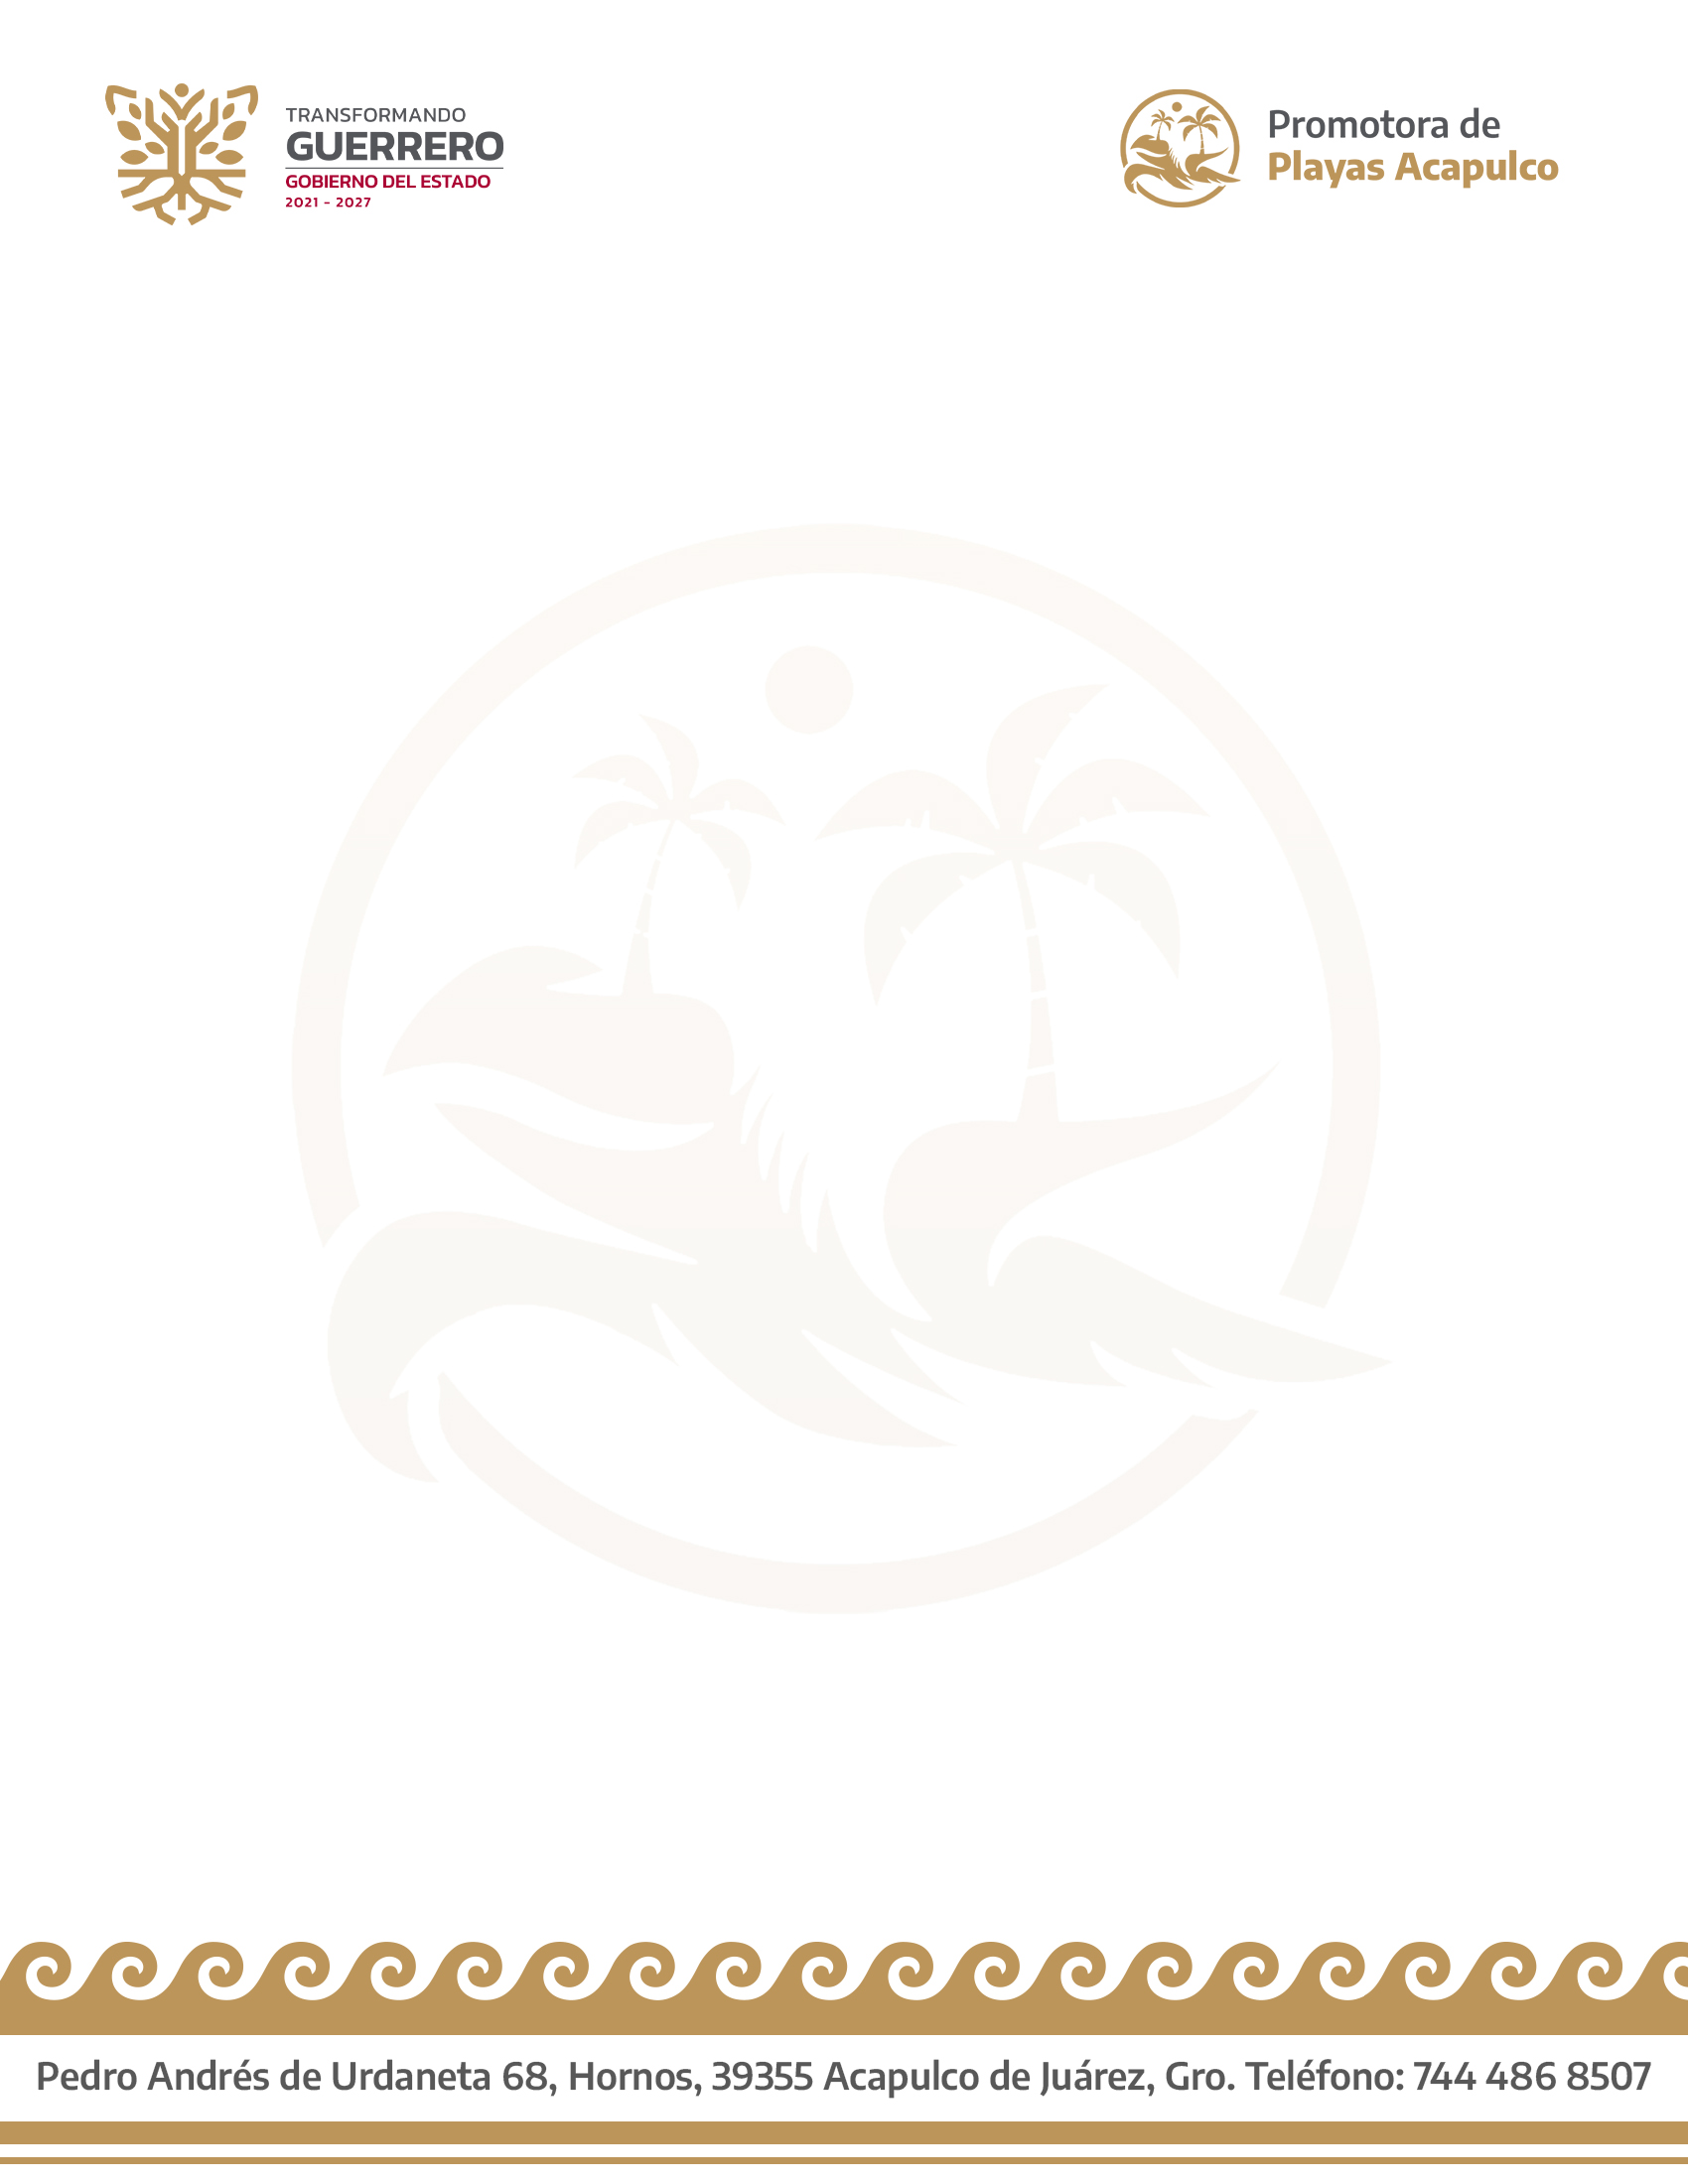 TRANSFORMANDO
GUERRERO
GOBIERNO DEL ESTADO
2021 - 2027
Promotora de
Playas Acapulco
Pedro Andrés de Urdaneta 68, Hornos, 39355 Acapulco de Juárez, Gro. Teléfono: 744 486 8507